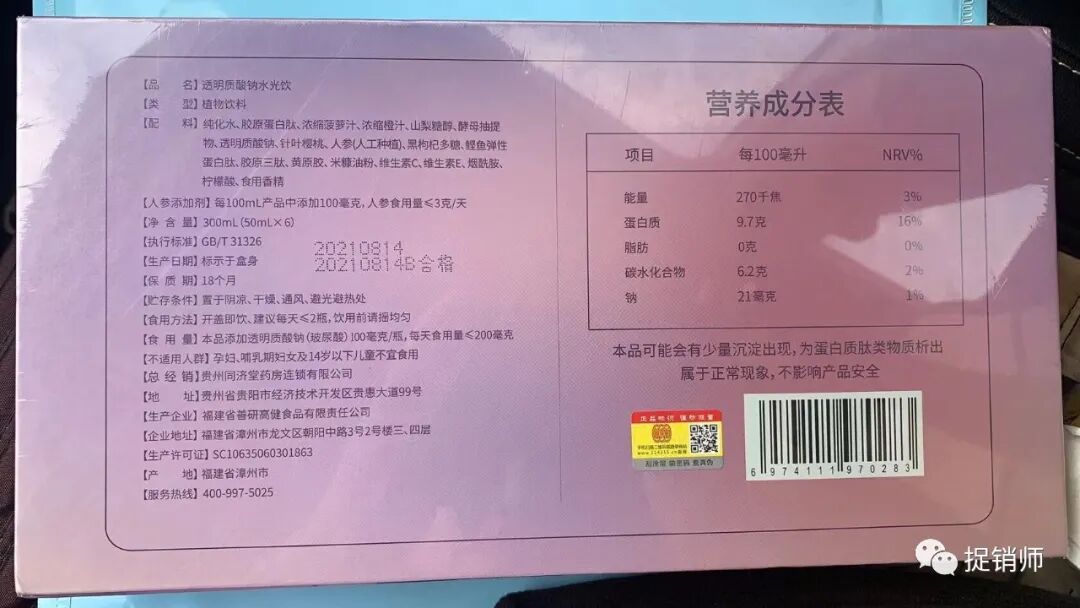 【品 名】透明质酸钠水光饮
【类 型】植物饮料
【配 料】纯化水、胶原蛋白肽、浓缩菠萝汁、浓缩橙汁、山梨糖醇、酵母抽提
物、透明质酸钠、针叶樱桃、人参(人工种植)、黑枸杞多糖、鲣鱼弹性
蛋白肽、胶原三肽、黄原胶、米糠油粉、维生素C、维生素E、烟酰胺、
柠檬酸、食用香精
【人参添加剂】每100mL产品中添加100毫克，人参食用量≤3克/天
【净 含 量】300mL（50mL×6）
【执行标准】GB/T 31326
【生产日期】标示于盒身
20210814
20210814B合格
【保 质 期】18个月
【贮存条件】置于阴凉、干燥、通风、避光避热处
【食用方法】开盖即饮、建议每天≤2瓶，饮用前请摇均匀
【食 用 量】本品添加透明质酸钠(玻尿酸)100毫克/瓶，每天食用量≤200毫克
【不适用人群】孕妇、哺乳期妇女及14岁以下儿童不宜食用
【总 经 销】贵州同济堂药房连锁有限公司
【地 址】贵州省贵阳市经济技术开发区贵惠大道99号
【生产企业】福建省善研高健食品有限责任公司
【企业地址】福建省漳州市龙文区朝阳中路3号2号楼三、四层
【生产许可证】SC10635060301863
【产 地】福建省漳州市
【服务热线】400-997-5025
营养成分表
项目 每100毫升 NRV%
能量 270千焦 3%
蛋白质 9.7克 16%
脂肪 0克 0%
碳水化合物 6.2克 2%
钠 21毫克 1%
本品可能会有少量沉淀出现，为蛋白质肽类物质析出
属于正常现象，不影响产品安全
刮涂层 输密码 查真伪
6 974111 970283
捉销师